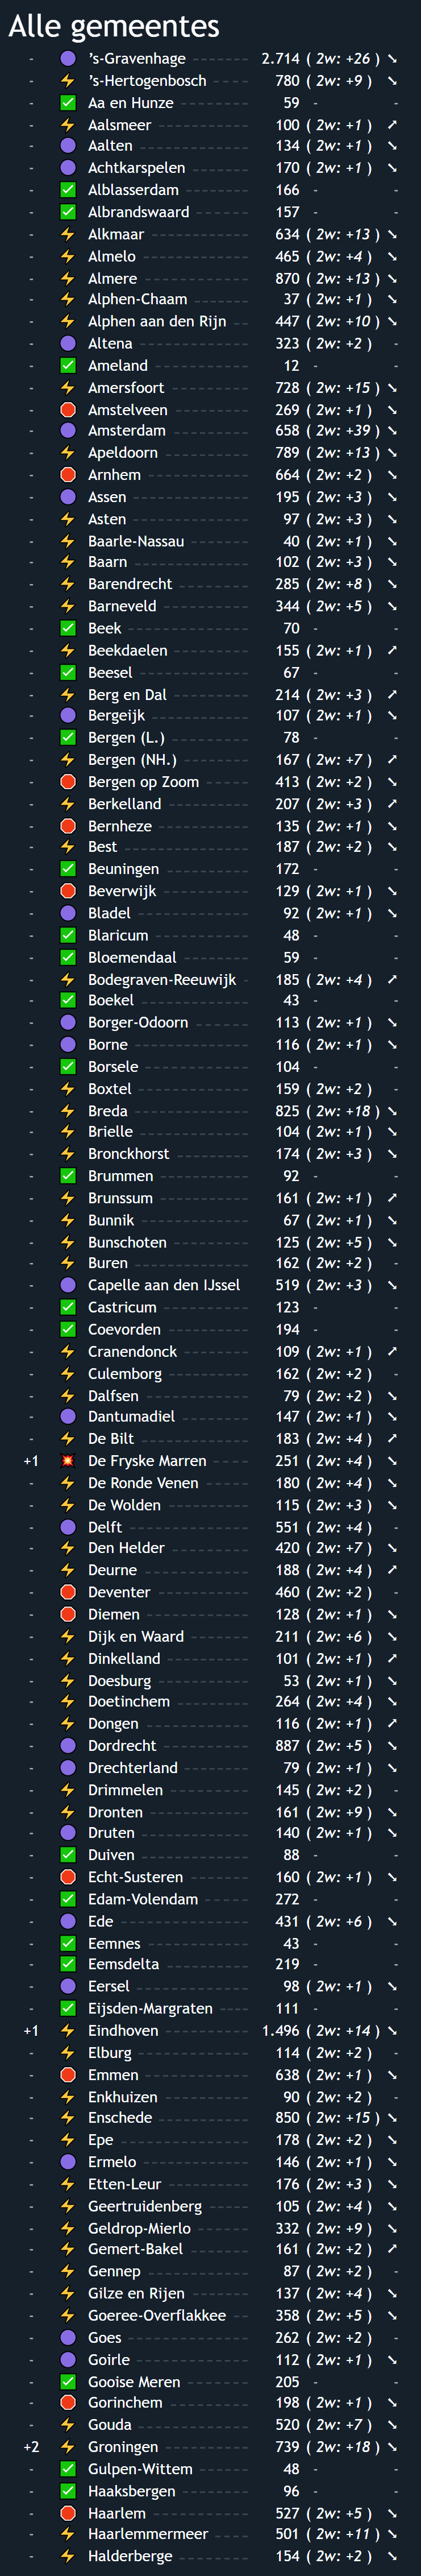 Alle gemeentes
- 's-Gravenhage 2.714 ( 2w: +26 ) ➘
- ⚡ 's-Hertogenbosch 780 ( 2w: +9 ) ➘
- ✅ Aa en Hunze 59 - -
- ⚡ Aalsmeer 100 ( 2w: +1 ) ➚
- 🟣 Aalten 134 ( 2w: +1 ) ➘
- 🟣 Achtkarspelen 170 ( 2w: +1 ) ➘
- ✅ Alblasserdam 166 - -
- ✅ Albrandswaard 157 - -
- ⚡ Alkmaar 634 ( 2w: +13 ) ➘
- ⚡ Almelo 465 ( 2w: +4 ) ➘
- ⚡ Almere 870 ( 2w: +13 ) ➘
- ⚡ Alphen-Chaam 37 ( 2w: +1 ) ➘
- ⚡ Alphen aan den Rijn 447 ( 2w: +10 ) ➘
- 🟣 Altena 323 ( 2w: +2 ) -
- ✅ Ameland 12 - -
- ⚡ Amersfoort 728 ( 2w: +15 ) ➘
- 🛑 Amstelveen 269 ( 2w: +1 ) ➘
- 🟣 Amsterdam 658 ( 2w: +39 ) ➘
- ⚡ Apeldoorn 789 ( 2w: +13 ) ➘
- 🛑 Arnhem 664 ( 2w: +2 ) ➘
- 🟣 Assen 195 ( 2w: +3 ) ➘
- ⚡ Asten 97 ( 2w: +3 ) ➘
- ⚡ Baarle-Nassau 40 ( 2w: +1 ) ➘
- ⚡ Baarn 102 ( 2w: +3 ) ➘
- ⚡ Barendrecht 285 ( 2w: +8 ) ➘
- ⚡ Barneveld 344 ( 2w: +5 ) ➘
- ✅ Beek 70 - -
- ⚡ Beekdaelen 155 ( 2w: +1 ) ➚
- ✅ Beesel 67 - -
- ⚡ Berg en Dal 214 ( 2w: +3 ) ➚
- 🟣 Bergeijk 107 ( 2w: +1 ) ➘
- ✅ Bergen (L.) 78 - -
- ⚡ Bergen (NH.) 167 ( 2w: +7 ) ➚
- 🛑 Bergen op Zoom 413 ( 2w: +2 ) ➘
- ⚡ Berkelland 207 ( 2w: +3 ) ➚
- 🛑 Bernheze 135 ( 2w: +1 ) ➘
- ⚡ Best 187 ( 2w: +2 ) ➘
- ✅ Beuningen 172 - -
- 🛑 Beverwijk 129 ( 2w: +1 ) ➘
- 🟣 Bladel 92 ( 2w: +1 ) ➘
- ✅ Blaricum 48 - -
- ✅ Bloemendaal 59 - -
- ⚡ Bodegraven-Reeuwijk 185 ( 2w: +4 ) ➚
- ✅ Boekel 43 - -
- 🟣 Borger-Odoorn 113 ( 2w: +1 ) ➘
- 🟣 Borne 116 ( 2w: +1 ) ➘
- ✅ Borsele 104 - -
- ⚡ Boxtel 159 ( 2w: +2 ) -
- ⚡ Breda 825 ( 2w: +18 ) ➘
- ⚡ Brielle 104 ( 2w: +1 ) ➘
- ⚡ Bronckhorst 174 ( 2w: +3 ) ➘
- ✅ Brummen 92 - -
- ⚡ Brunssum 161 ( 2w: +1 ) ➚
- ⚡ Bunnik 67 ( 2w: +1 ) ➘
- ⚡ Bunschoten 125 ( 2w: +5 ) ➘
- ⚡ Buren 162 ( 2w: +2 ) -
- 🟣 Capelle aan den IJssel 519 ( 2w: +3 ) ➘
- ✅ Castricum 123 - -
- ✅ Coevorden 194 - -
- ⚡ Cranendonck 109 ( 2w: +1 ) ➚
- ⚡ Culemborg 162 ( 2w: +2 ) -
- ⚡ Dalfsen 79 ( 2w: +2 ) ➘
- 🟣 Dantumadiel 147 ( 2w: +1 ) ➘
- ⚡ De Bilt 183 ( 2w: +4 ) ➚
+1 💥 De Fryske Marren 251 ( 2w: +4 ) ➘
- ⚡ De Ronde Venen 180 ( 2w: +4 ) ➘
- ⚡ De Wolden 115 ( 2w: +3 ) ➘
- 🟣 Delft 551 ( 2w: +4 ) -
- ⚡ Den Helder 420 ( 2w: +7 ) ➘
- ⚡ Deurne 188 ( 2w: +4 ) ➚
- 🛑 Deventer 460 ( 2w: +2 ) -
- 🛑 Diemen 128 ( 2w: +1 ) ➘
- ⚡ Dijk en Waard 211 ( 2w: +6 ) ➘
- ⚡ Dinkelland 101 ( 2w: +1 ) ➚
- ⚡ Doesburg 53 ( 2w: +1 ) ➘
- ⚡ Doetinchem 264 ( 2w: +4 ) ➘
- ⚡ Dongen 116 ( 2w: +1 ) ➚
- 🟣 Dordrecht 887 ( 2w: +5 ) ➘
- 🟣 Drechterland 79 ( 2w: +1 ) ➘
- ⚡ Drimmelen 145 ( 2w: +2 ) -
- ⚡ Dronten 161 ( 2w: +9 ) ➘
- 🟣 Druten 140 ( 2w: +1 ) ➘
- ✅ Duiven 88 - -
- 🛑 Echt-Susteren 160 ( 2w: +1 ) ➘
- ✅ Edam-Volendam 272 - -
- 🟣 Ede 431 ( 2w: +6 ) ➘
- ✅ Eemnes 43 - -
- ✅ Eemsdelta 219 - -
- 🟣 Eersel 98 ( 2w: +1 ) ➘
- ✅ Eijsden-Margraten 111 - -
+1 ⚡ Eindhoven 1.496 ( 2w: +14 ) ➘
- ⚡ Elburg 114 ( 2w: +2 ) -
- 🛑 Emmen 638 ( 2w: +1 ) ➘
- ⚡ Enkhuizen 90 ( 2w: +2 ) -
- ⚡ Enschede 850 ( 2w: +15 ) ➘
- ⚡ Epe 178 ( 2w: +2 ) ➘
- 🟣 Ermelo 146 ( 2w: +1 ) ➘
- ⚡ Etten-Leur 176 ( 2w: +3 ) ➘
- ⚡ Geertruidenberg 105 ( 2w: +4 ) ➘
- ⚡ Geldrop-Mierlo 332 ( 2w: +9 ) ➘
- ⚡ Gemert-Bakel 161 ( 2w: +2 ) ➚
- ⚡ Gennep 87 ( 2w: +2 ) -
- ⚡ Gilze en Rijen 137 ( 2w: +4 ) ➘
- ⚡ Goeree-Overflakkee 358 ( 2w: +5 ) ➘
- 🟣 Goes 262 ( 2w: +2 ) -
- 🟣 Goirle 112 ( 2w: +1 ) ➘
- ✅ Gooise Meren 205 - -
- 🛑 Gorinchem 198 ( 2w: +1 ) ➘
- ⚡ Gouda 520 ( 2w: +7 ) ➘
+2 ⚡ Groningen 739 ( 2w: +18 ) ➘
- ✅ Gulpen-Wittem 48 - -
- ✅ Haaksbergen 96 - -
- 🛑 Haarlem 527 ( 2w: +5 ) ➘
- ⚡ Haarlemmermeer 501 ( 2w: +11 ) ➘
- ⚡ Halderberge 154 ( 2w: +2 ) ➘